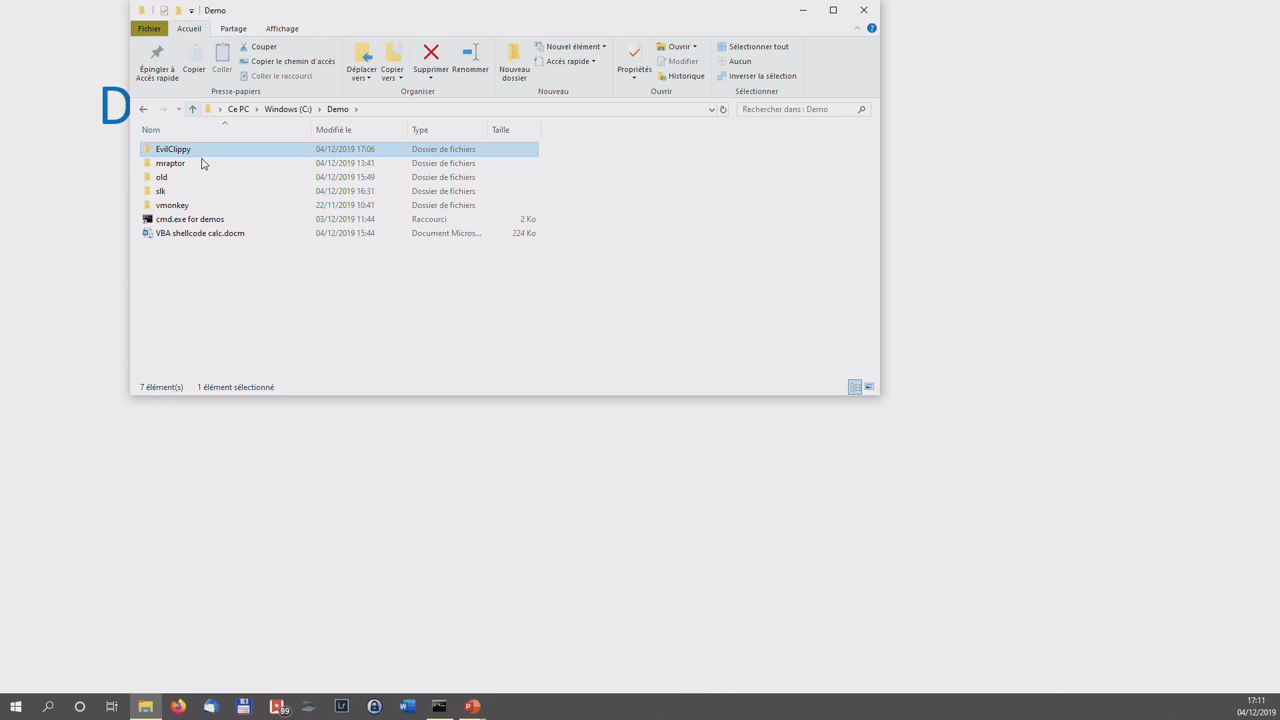 Demo
Fichier Accueil Partage Affichage
Épingler à Accès rapide
Copier
Coller
Couper
Copier le chemin d'accès
Coller le raccourci
Presse-papiers
Déplacer vers
Copier vers
Supprimer
Renommer
Organiser
Nouveau dossier
Nouvel élément
Accès rapide
Nouveau
Propriétés
Ouvrir
Modifier
Historique
Ouvrir
Sélectionner tout
Aucun
Inverser la sélection
Sélectionner
D
Ce PC > Windows (C:) > Demo >
Rechercher dans : Demo
Nom Modifié le Type Taille
EvilClippy 04/12/2019 17:06 Dossier de fichiers
mraptor 04/12/2019 13:41 Dossier de fichiers
old 04/12/2019 15:49 Dossier de fichiers
slk 04/12/2019 16:31 Dossier de fichiers
vmonkey 22/11/2019 10:41 Dossier de fichiers
cmd.exe for demos 03/12/2019 11:44 Raccourci 2 Ko
VBA shellcode calc.docm 04/12/2019 15:44 Document Micros... 224 Ko
7 élément(s) 1 élément sélectionné
99
Lr
17:11
04/12/2019